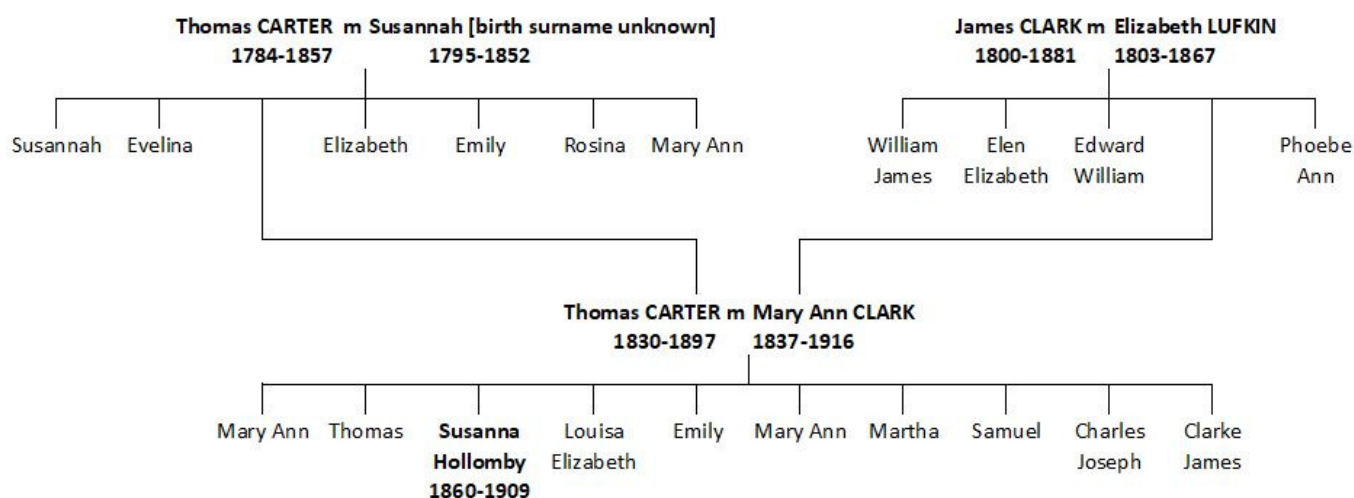 Thomas CARTER m Susannah [birth surname unknown]
1784-1857 1795-1852
James CLARK m Elizabeth LUFKIN
1800-1881 1803-1867
Susannah Evelina Elizabeth Emily Rosina Mary Ann
William James
Elen Elizabeth
Edward William
Phoebe Ann
Thomas CARTER m Mary Ann CLARK
1830-1897 1837-1916
Mary Ann
Thomas
Susanna
Hollomby
1860-1909
Louisa
Elizabeth
Emily
Mary Ann
Martha
Samuel
Charles
Joseph
Clarke
James